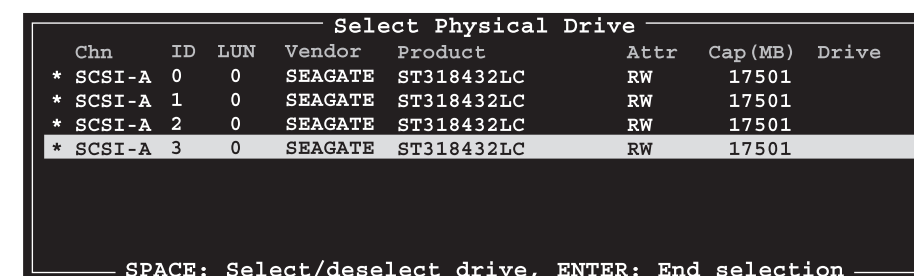 Select Physical Drive
Chn ID LUN Vendor Product Attr Cap(MB) Drive
* SCSI-A 0 0 SEAGATE ST318432LC RW 17501
* SCSI-A 1 0 SEAGATE ST318432LC RW 17501
* SCSI-A 2 0 SEAGATE ST318432LC RW 17501
* SCSI-A 3 0 SEAGATE ST318432LC RW 17501
SPACE: Select/deselect drive, ENTER: End selection